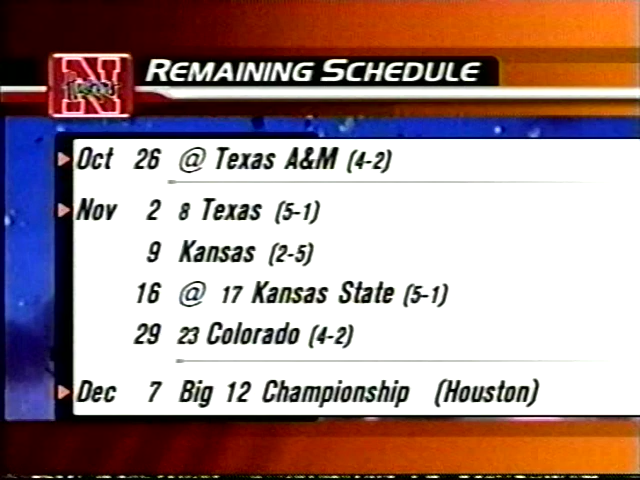 N
Huskers
REMAINING SCHEDULE
Oct 26 @ Texas A&M (4-2)
Nov 2 8 Texas (5-1)
9 Kansas (2-5)
16 @ 17 Kansas State (5-1)
29 23 Colorado (4-2)
Dec 7 Big 12 Championship (Houston)